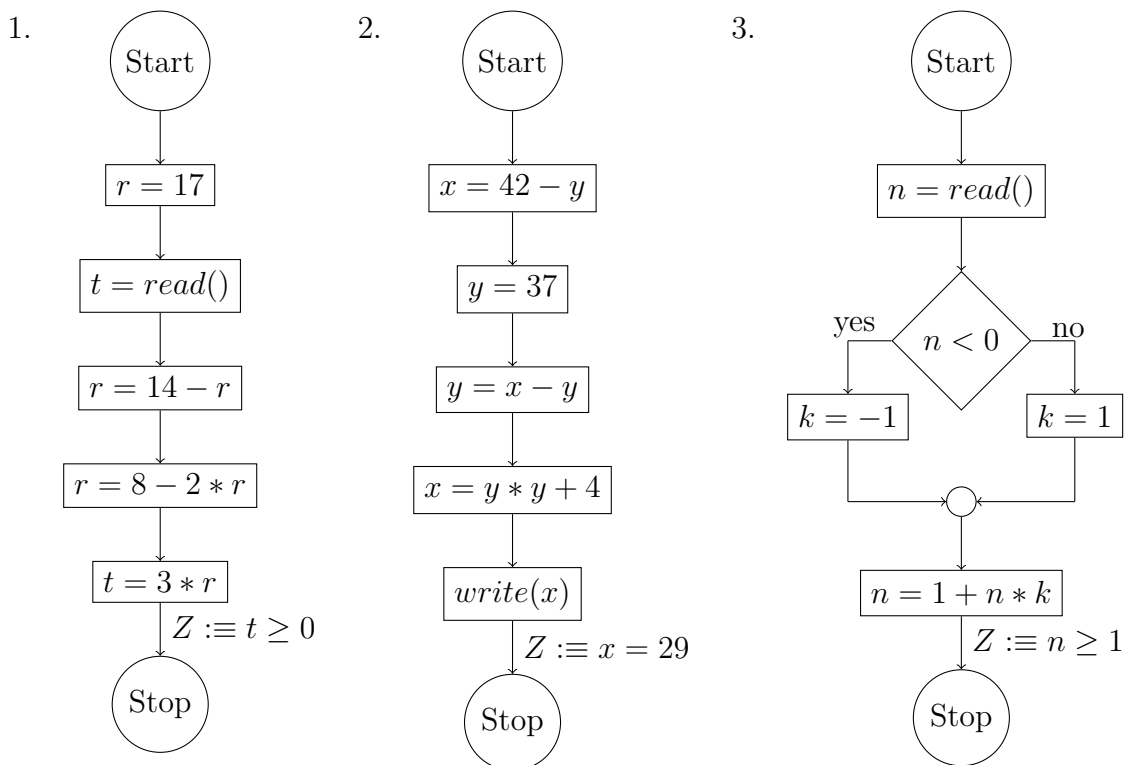 1.
Start
r = 17
t = read()
r = 14 − r
r = 8 − 2 ∗ r
t = 3 ∗ r
Z :≡ t ≥ 0
Stop
2.
Start
x = 42 − y
y = 37
y = x − y
x = y ∗ y + 4
write(x)
Z :≡ x = 29
Stop
3.
Start
n = read()
yes
n < 0
no
k = −1
k = 1
n = 1 + n ∗ k
Z :≡ n ≥ 1
Stop